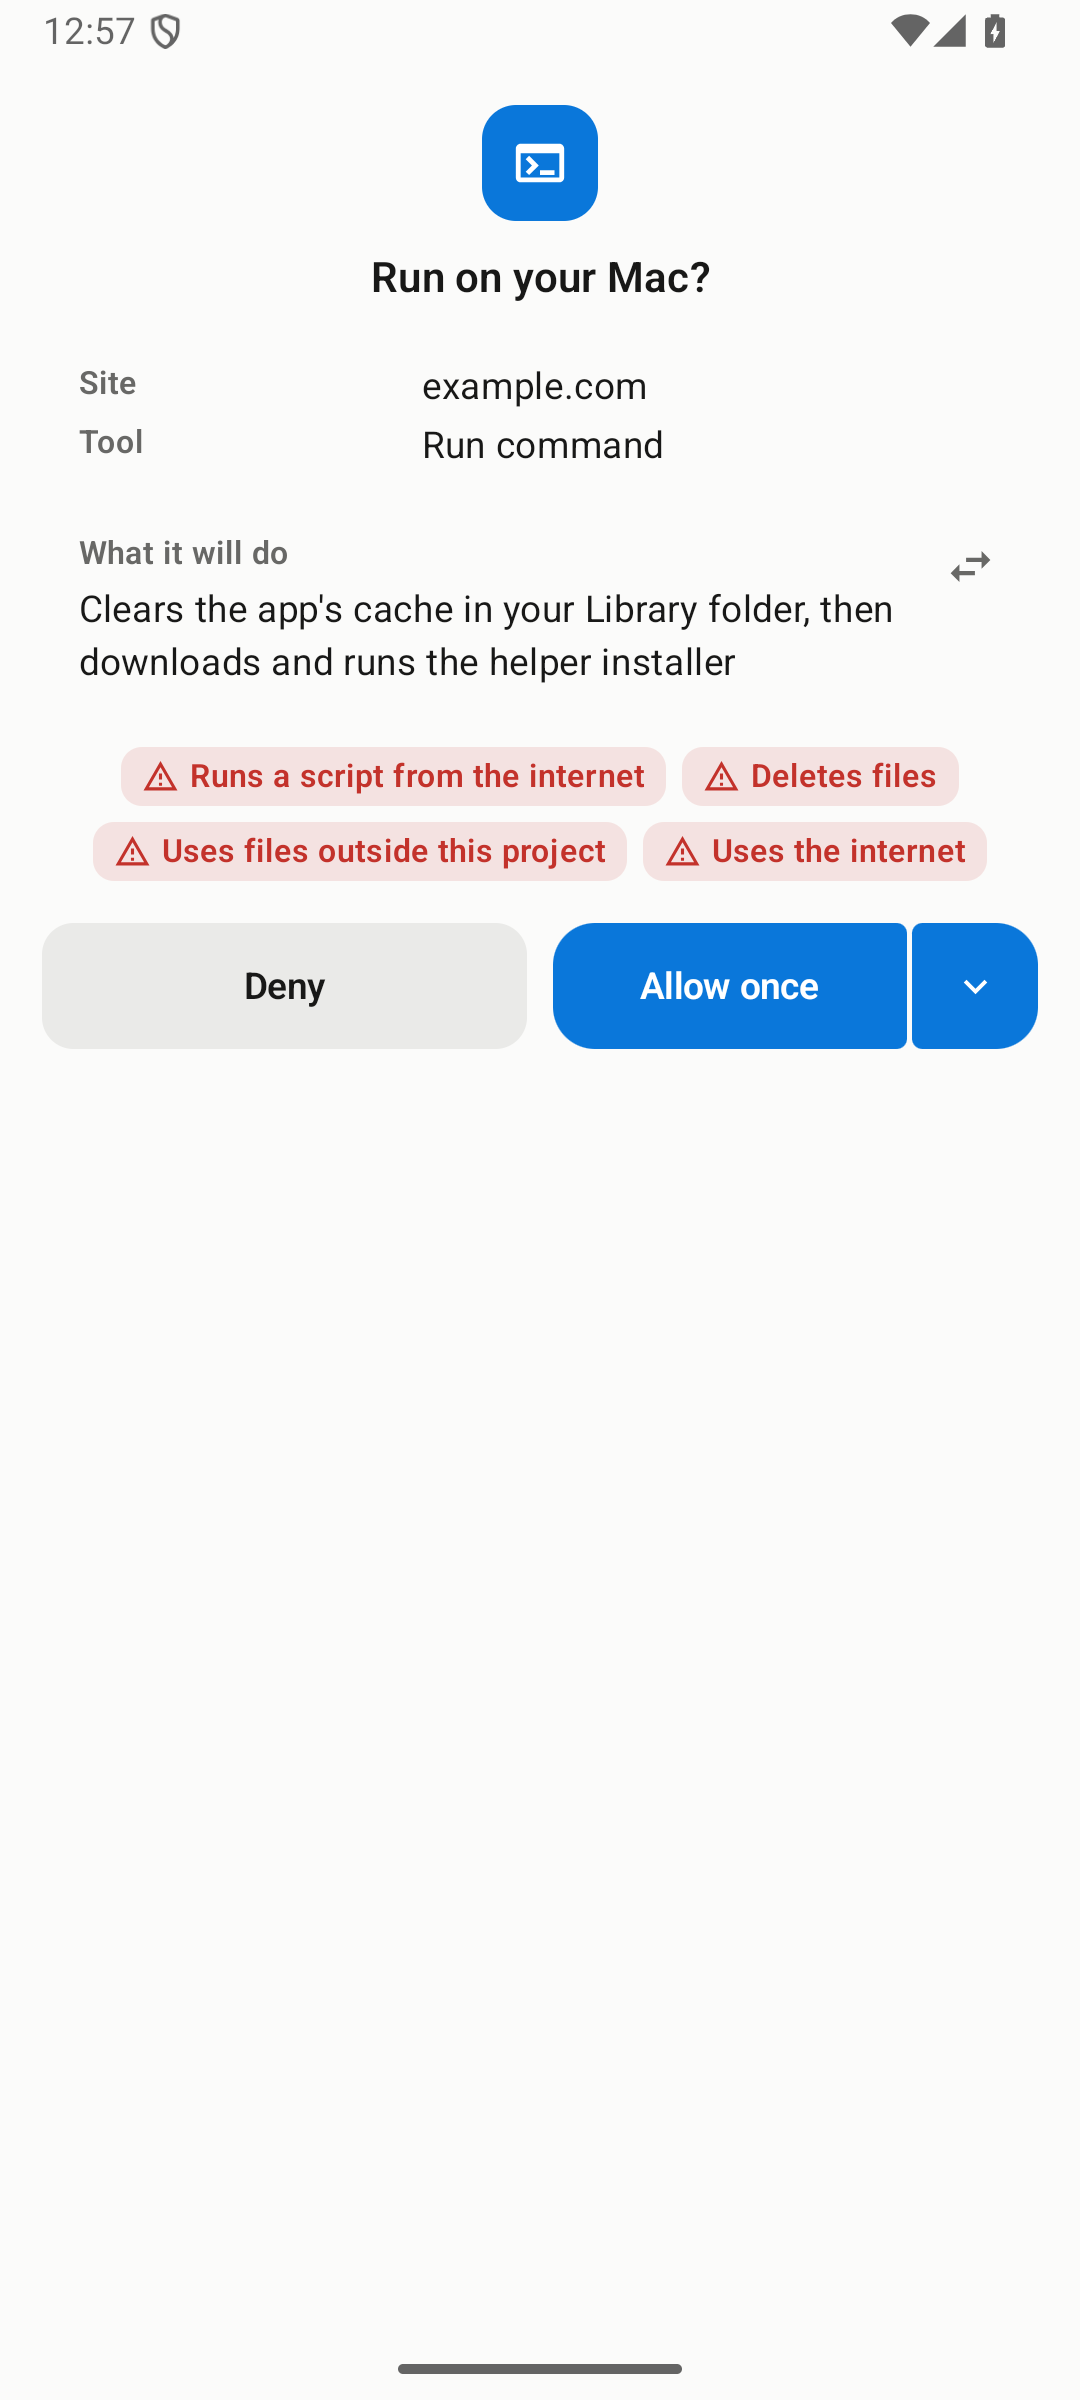 12:57
Run on your Mac?
Site
example.com
Tool
Run command
What it will do
Clears the app's cache in your Library folder, then
downloads and runs the helper installer
Runs a script from the internet
Deletes files
Uses files outside this project
Uses the internet
Deny
Allow once